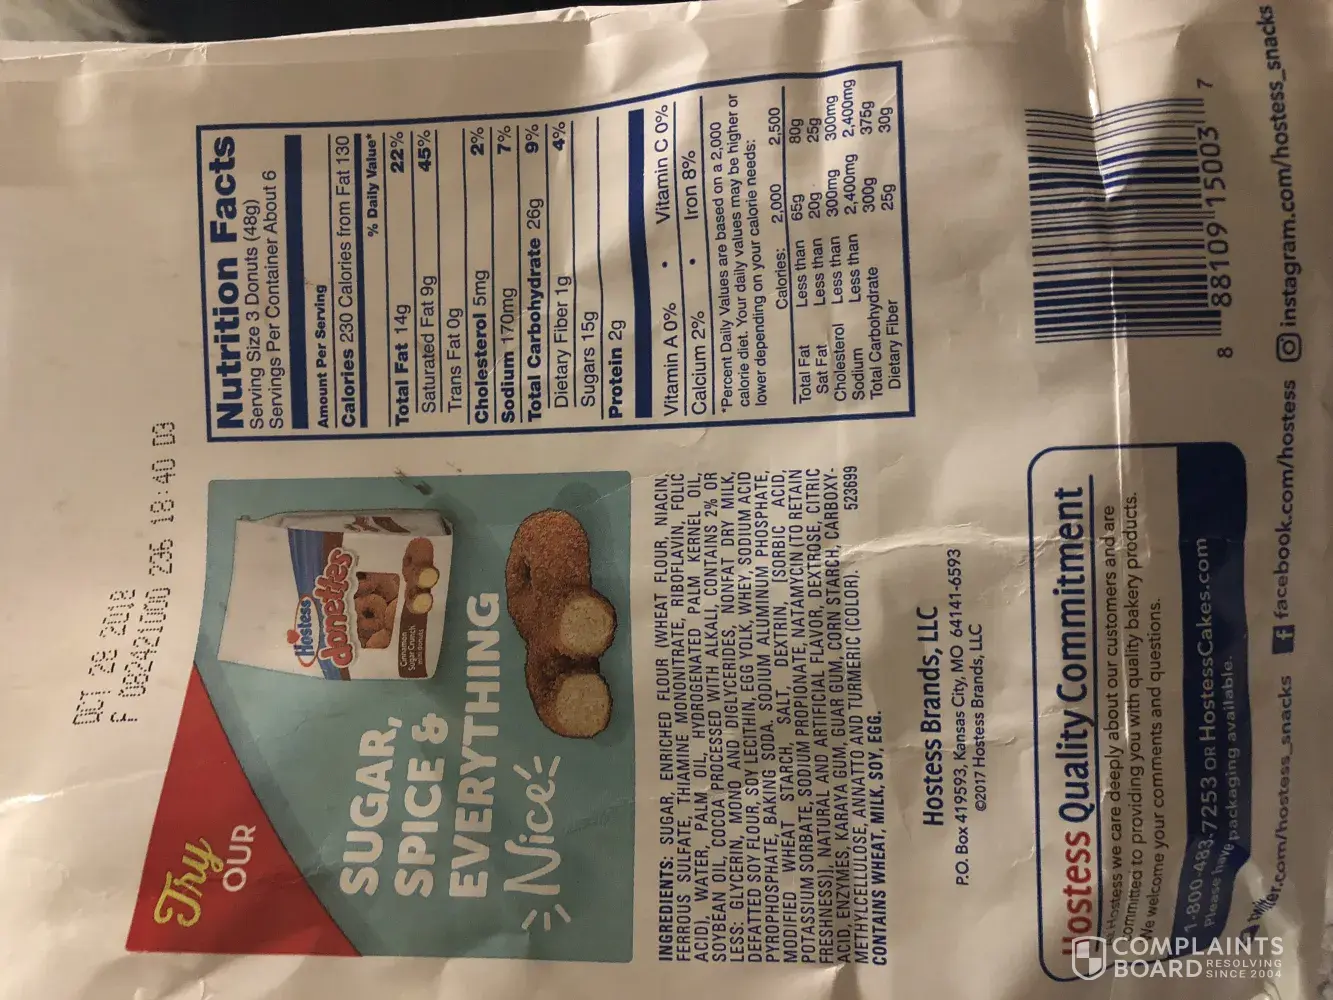 OCT 28 2018
P 082421000 236 18:40 D3
Try
OUR
SUGAR,
SPICE &
EVERYTHING
Nice
Hostess
donettes
Cinnamon
Sugar Crunch
Nutrition Facts
Serving Size 3 Donuts (48g)
Servings Per Container About 6
Amount Per Serving
Calories 230 Calories from Fat 130
% Daily Value*
Total Fat 14g 22%
Saturated Fat 9g 45%
Trans Fat 0g
Cholesterol 5mg 2%
Sodium 170mg 7%
Total Carbohydrate 26g 9%
Dietary Fiber 1g 4%
Sugars 15g
Protein 2g
Vitamin A 0% • Vitamin C 0%
Calcium 2% • Iron 8%
*Percent Daily Values are based on a 2,000
calorie diet. Your daily values may be higher or
lower depending on your calorie needs:
Calories: 2,000 2,500
Total Fat Less than 65g 80g
Sat Fat Less than 20g 25g
Cholesterol Less than 300mg 300mg
Sodium Less than 2,400mg 2,400mg
Total Carbohydrate 300g 375g
Dietary Fiber 25g 30g
INGREDIENTS: SUGAR, ENRICHED FLOUR (WHEAT FLOUR, NIACIN,
FERROUS SULFATE, THIAMINE MONONITRATE, RIBOFLAVIN, FOLIC
ACID), WATER, PALM OIL, HYDROGENATED PALM KERNEL OIL,
SOYBEAN OIL, COCOA PROCESSED WITH ALKALI, CONTAINS 2% OR
LESS: GLYCERIN, MONO AND DIGLYCERIDES, NONFAT DRY MILK,
DEFATTED SOY FLOUR, SOY LECITHIN, EGG YOLK, WHEY, SODIUM ACID
PYROPHOSPHATE, BAKING SODA, SODIUM ALUMINUM PHOSPHATE,
MODIFIED WHEAT STARCH, SALT, DEXTRIN, [SORBIC ACID,
POTASSIUM SORBATE, SODIUM PROPIONATE, NATAMYCIN (TO RETAIN
FRESHNESS)], NATURAL AND ARTIFICIAL FLAVOR, DEXTROSE, CITRIC
ACID, ENZYMES, KARAYA GUM, GUAR GUM, CORN STARCH, CARBOXY-
METHYLCELLULOSE, ANNATTO AND TURMERIC (COLOR). 523699
CONTAINS WHEAT, MILK, SOY, EGG.
Hostess Brands, LLC
P.O. Box 419593, Kansas City, MO 64141-6593
©2017 Hostess Brands, LLC
Hostess Quality Commitment
At Hostess we care deeply about our customers and are
committed to providing you with quality bakery products.
We welcome your comments and questions.
1-800-483-7253 OR HostessCakes.com
Please have packaging available.
8 88109 15003 7
twitter.com/hostess_snacks facebook.com/hostess instagram.com/hostess_snacks
COMPLAINTS
BOARD RESOLVING
SINCE 2004